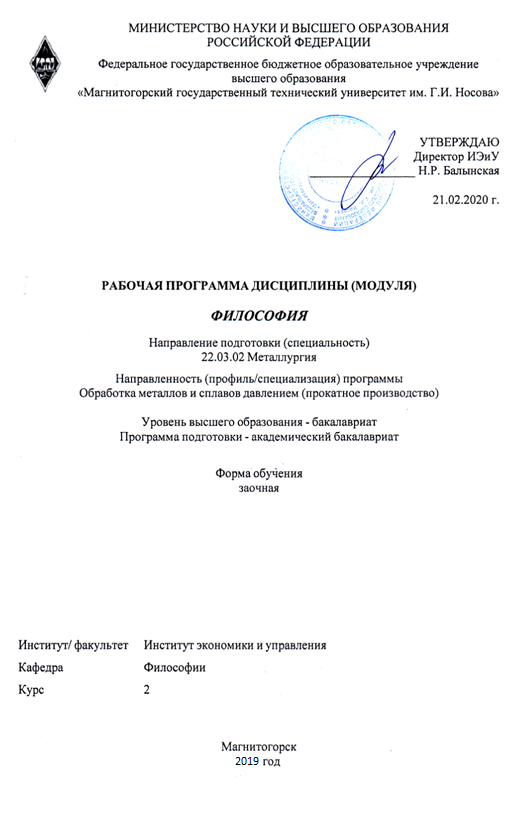 МИНИСТЕРСТВО НАУКИ И ВЫСШЕГО ОБРАЗОВАНИЯ
РОССИЙСКОЙ ФЕДЕРАЦИИ
Федеральное государственное бюджетное образовательное учреждение
высшего образования
«Магнитогорский государственный технический университет им. Г.И. Носова»
УТВЕРЖДАЮ
Директор ИЭиУ
Н.Р. Балынская
21.02.2020 г.
РАБОЧАЯ ПРОГРАММА ДИСЦИПЛИНЫ (МОДУЛЯ)
ФИЛОСОФИЯ
Направление подготовки (специальность)
22.03.02 Металлургия
Направленность (профиль/специализация) программы
Обработка металлов и сплавов давлением (прокатное производство)
Уровень высшего образования - бакалавриат
Программа подготовки - академический бакалавриат
Форма обучения
заочная
Институт/ факультет Институт экономики и управления
Кафедра Философии
Курс 2
Магнитогорск
2019 год